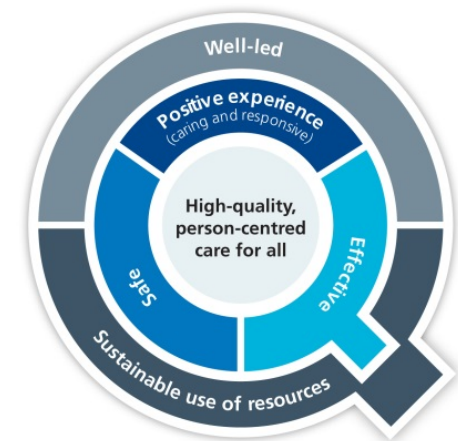 Well-led
Positive experience
(caring and responsive)
High-quality,
person-centred
care for all
Safe
Effective
Sustainable use of resources